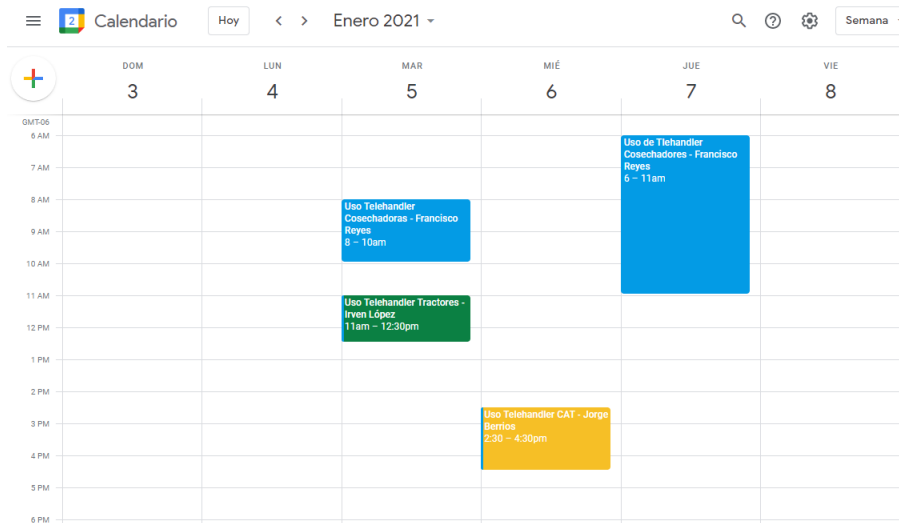 2
Calendario
Hoy
Enero 2021
Semana
DOM
LUN
MAR
MIÉ
JUE
VIE
3
4
5
6
7
8
GMT-06
6 AM
7 AM
8 AM
9 AM
10 AM
11 AM
12 PM
1 PM
2 PM
3 PM
4 PM
5 PM
6 PM
Uso Telehandler
Cosechadoras - Francisco
Reyes
8 – 10am
Uso Telehandler Tractores -
Irven López
11am – 12:30pm
Uso Telehandler CAT - Jorge
Berrios
2:30 – 4:30pm
Uso de Tlehandler
Cosechadores - Francisco
Reyes
6 – 11am